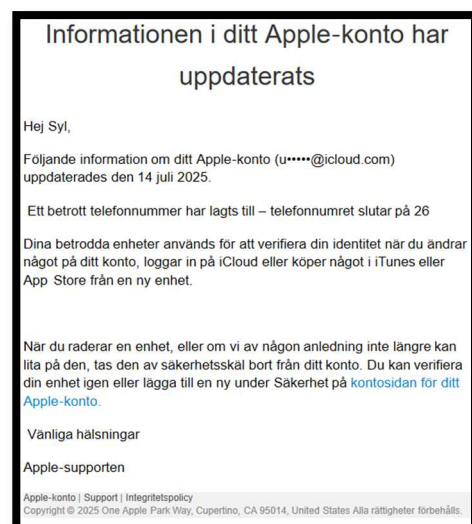 Informationen i ditt Apple-konto har
uppdaterats
Hej Syl,
Följande information om ditt Apple-konto (u•••••@icloud.com)
uppdaterades den 14 juli 2025.
Ett betrott telefonnummer har lagts till – telefonnumret slutar på 26
Dina betrodda enheter används för att verifiera din identitet när du ändrar
något på ditt konto, loggar in på iCloud eller köper något i iTunes eller
App Store från en ny enhet.
När du raderar en enhet, eller om vi av någon anledning inte längre kan
lita på den, tas den av säkerhetsskäl bort från ditt konto. Du kan verifiera
din enhet igen eller lägga till en ny under Säkerhet på kontosidan för ditt
Apple-konto.
Vänliga hälsningar
Apple-supporten
Apple-konto | Support | Integritetspolicy
Copyright © 2025 One Apple Park Way, Cupertino, CA 95014, United States Alla rättigheter förbehålls.